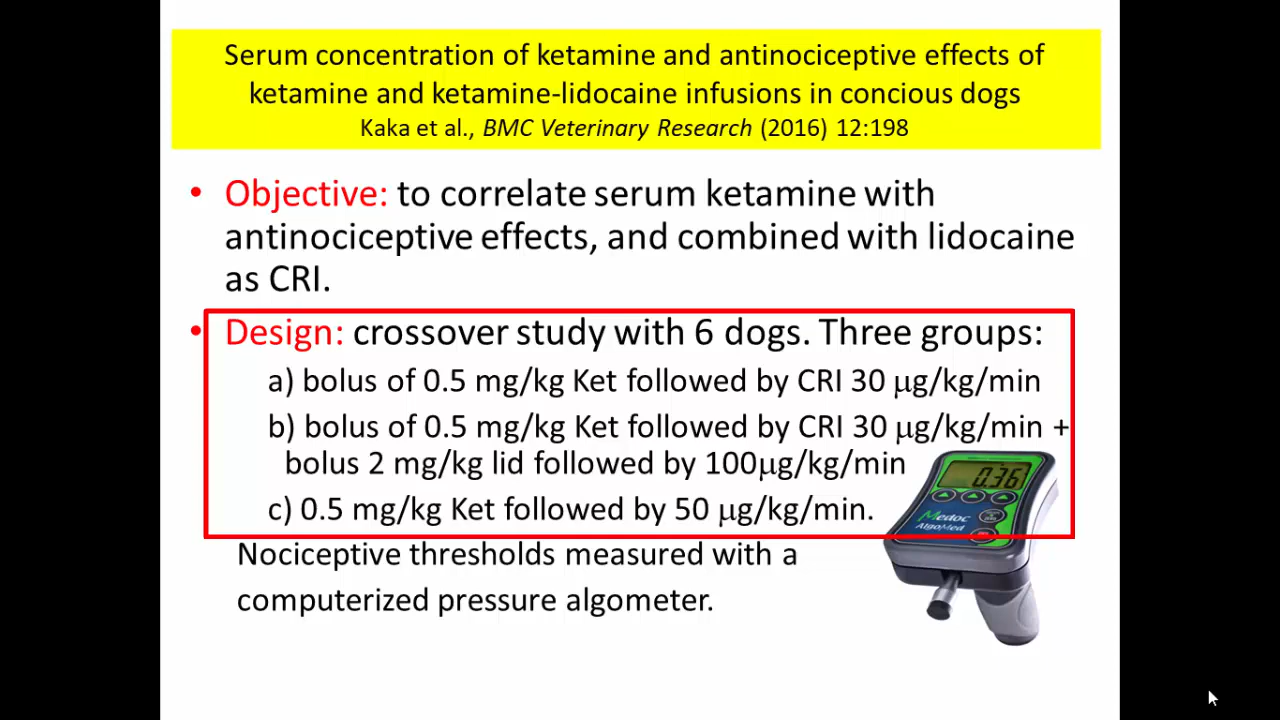 Serum concentration of ketamine and antinociceptive effects of
ketamine and ketamine-lidocaine infusions in concious dogs
Kaka et al., BMC Veterinary Research (2016) 12:198
• Objective: to correlate serum ketamine with
antinociceptive effects, and combined with lidocaine
as CRI.
• Design: crossover study with 6 dogs. Three groups:
a) bolus of 0.5 mg/kg Ket followed by CRI 30 μg/kg/min
b) bolus of 0.5 mg/kg Ket followed by CRI 30 μg/kg/min +
bolus 2 mg/kg lid followed by 100μg/kg/min
c) 0.5 mg/kg Ket followed by 50 μg/kg/min.
Nociceptive thresholds measured with a
computerized pressure algometer.
0.36
Medoc
AlgoMed